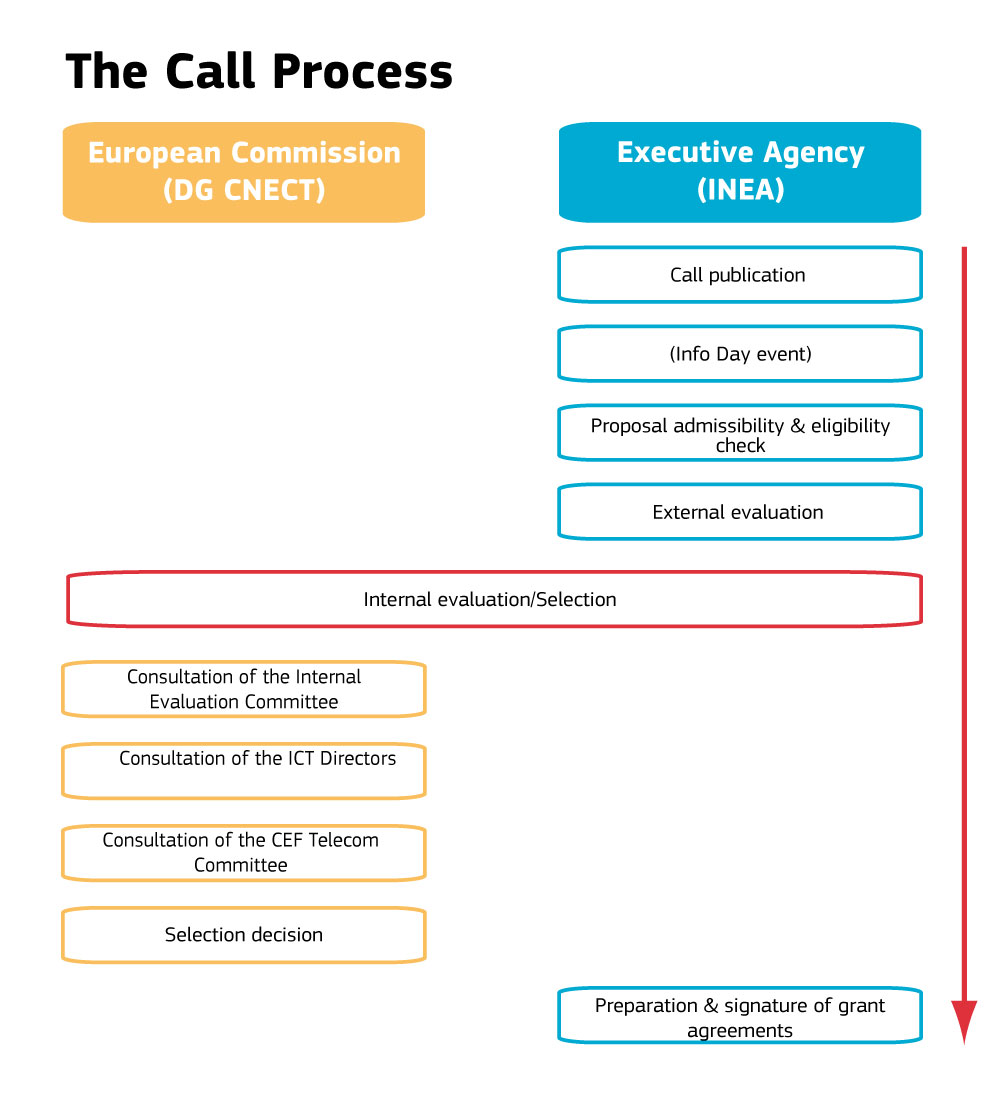 The Call Process
European Commission
(DG CNECT)
Executive Agency
(INEA)
Call publication
(Info Day event)
Proposal admissibility & eligibility
check
External evaluation
Internal evaluation/Selection
Consultation of the Internal
Evaluation Committee
Consultation of the ICT Directors
Consultation of the CEF Telecom
Committee
Selection decision
Preparation & signature of grant
agreements